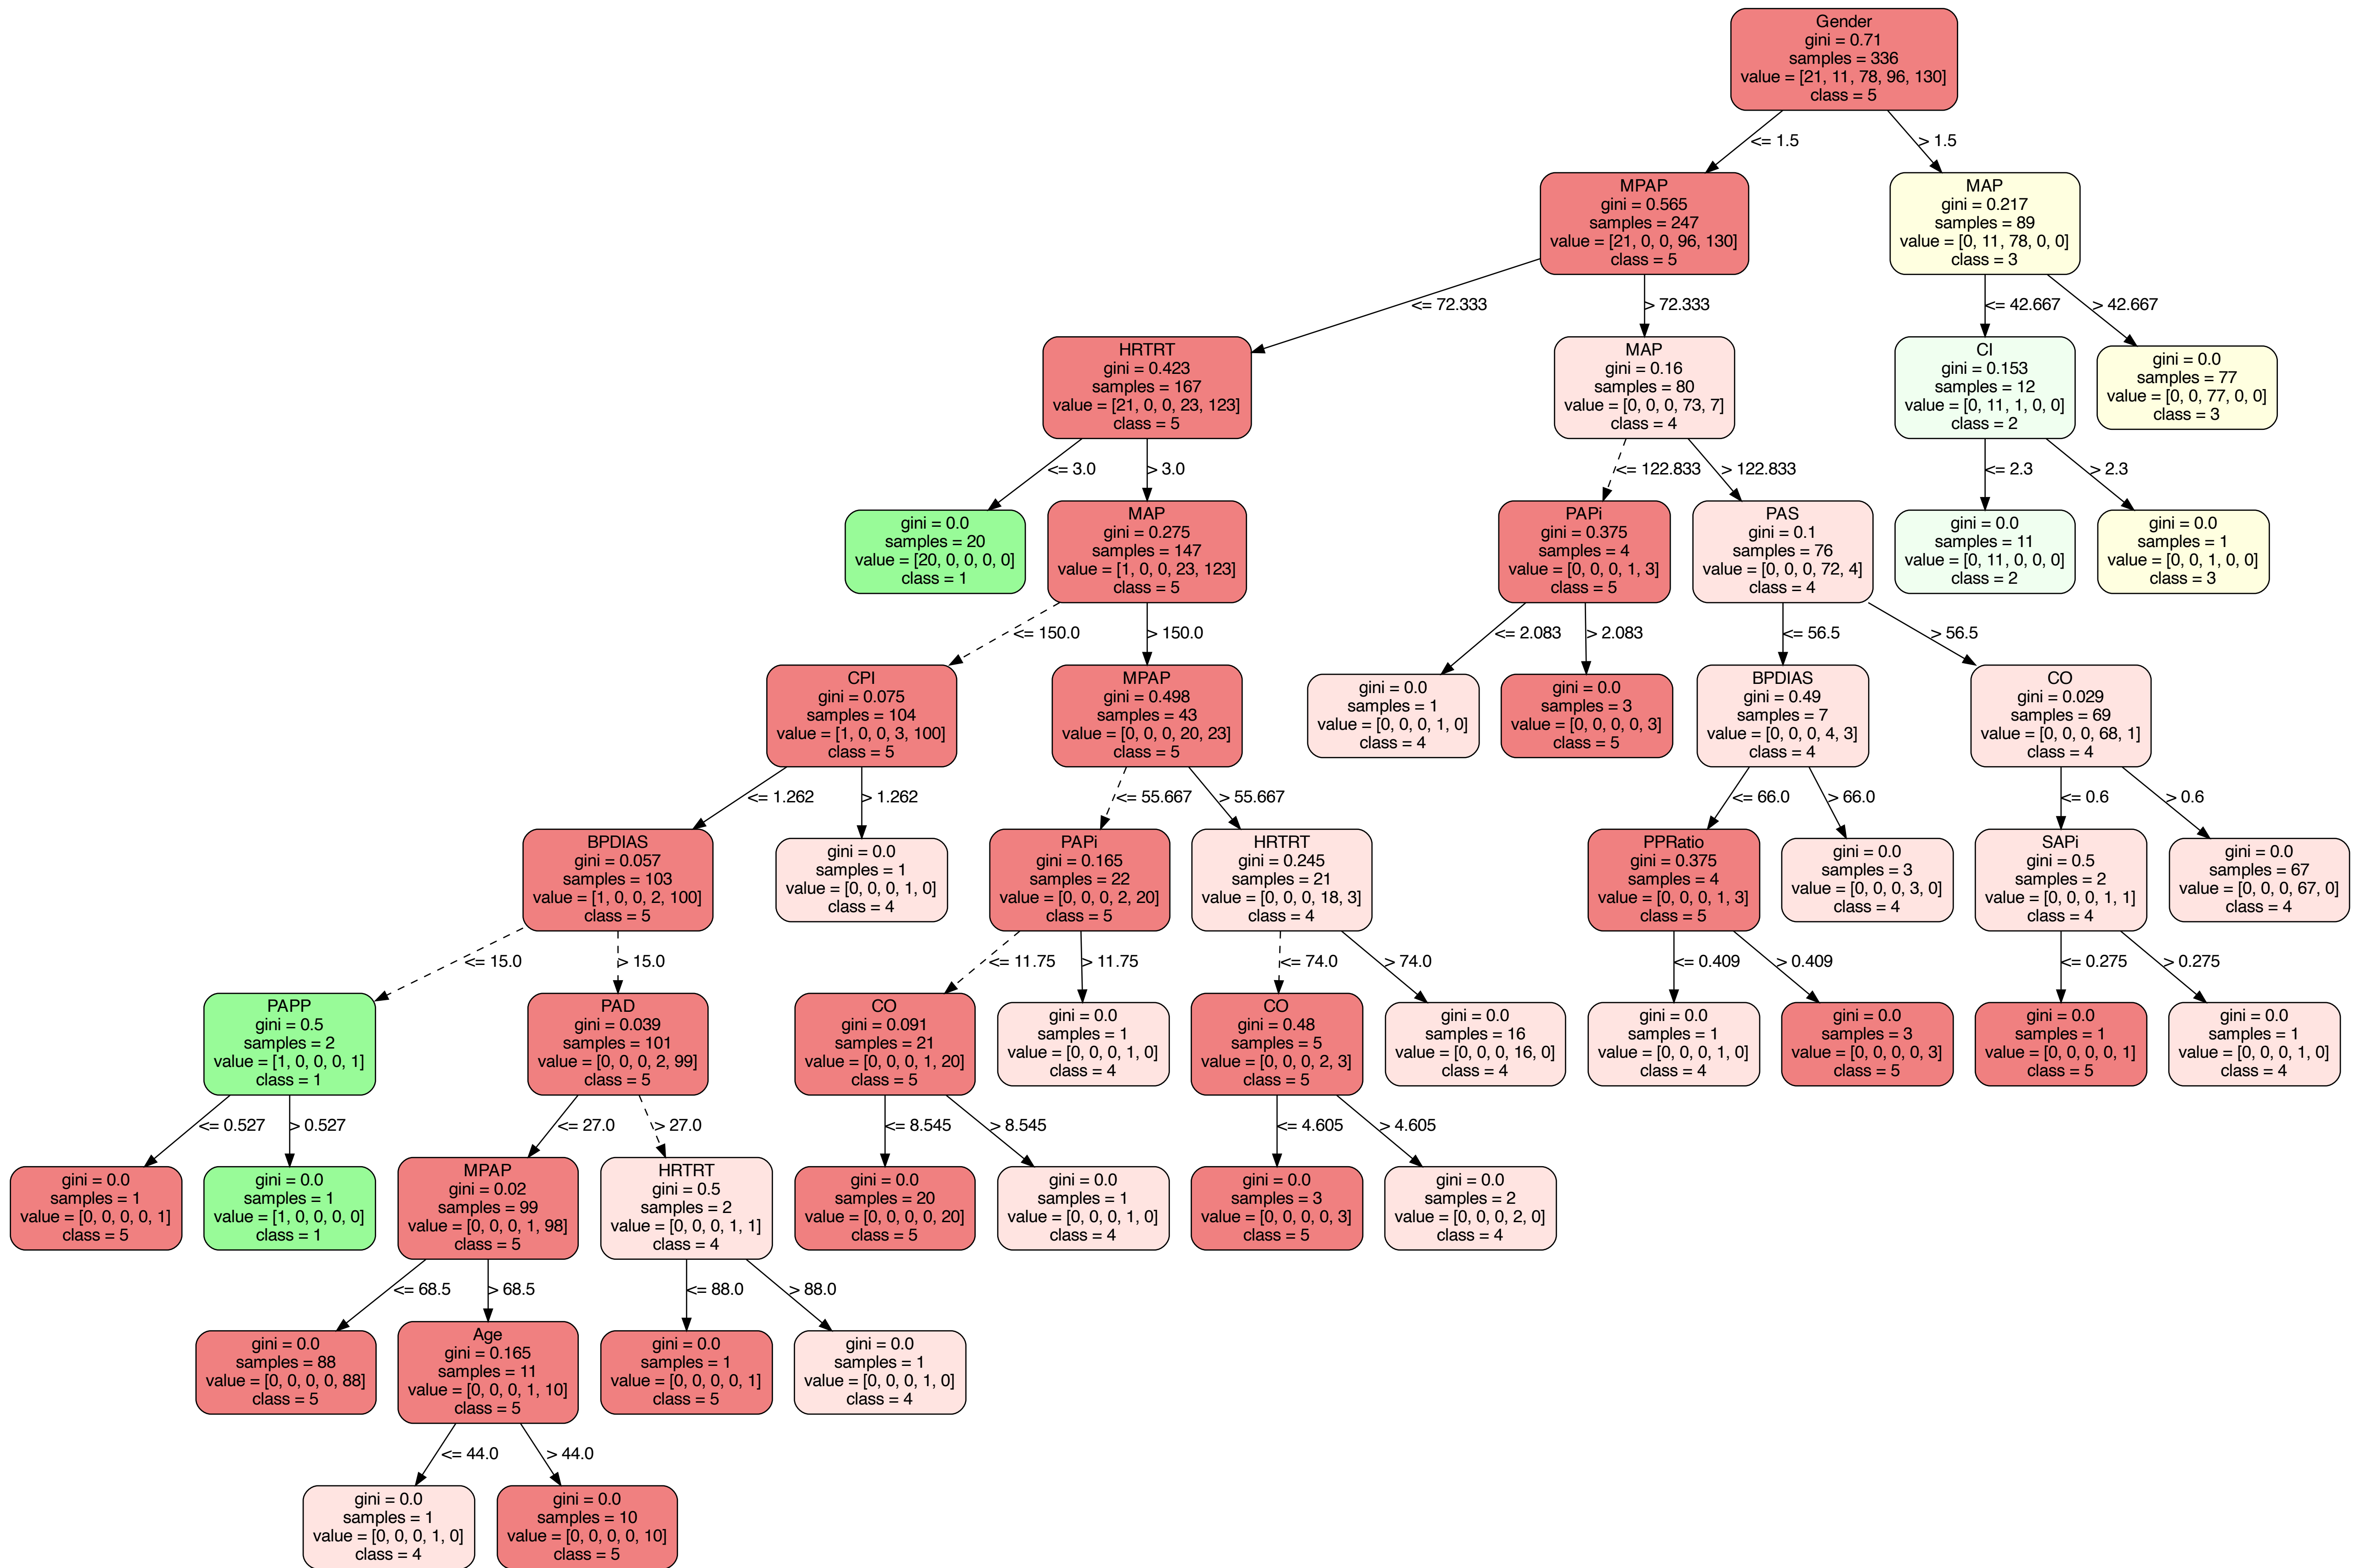 Gender
gini = 0.71
samples = 336
value = [21, 11, 78, 96, 130]
class = 5
<= 1.5
> 1.5
MPAP
gini = 0.565
samples = 247
value = [21, 0, 0, 96, 130]
class = 5
MAP
gini = 0.217
samples = 89
value = [0, 11, 78, 0, 0]
class = 3
<= 72.333
> 72.333
<= 42.667
> 42.667
HRTRT
gini = 0.423
samples = 167
value = [21, 0, 0, 23, 123]
class = 5
MAP
gini = 0.16
samples = 80
value = [0, 0, 0, 73, 7]
class = 4
CI
gini = 0.153
samples = 12
value = [0, 11, 1, 0, 0]
class = 2
gini = 0.0
samples = 77
value = [0, 0, 77, 0, 0]
class = 3
<= 3.0
> 3.0
<= 122.833
> 122.833
<= 2.3
> 2.3
gini = 0.0
samples = 20
value = [20, 0, 0, 0, 0]
class = 1
MAP
gini = 0.275
samples = 147
value = [1, 0, 0, 23, 123]
class = 5
PAPi
gini = 0.375
samples = 4
value = [0, 0, 0, 1, 3]
class = 5
PAS
gini = 0.1
samples = 76
value = [0, 0, 0, 72, 4]
class = 4
gini = 0.0
samples = 11
value = [0, 11, 0, 0, 0]
class = 2
gini = 0.0
samples = 1
value = [0, 0, 1, 0, 0]
class = 3
<= 150.0
> 150.0
<= 2.083
> 2.083
<= 56.5
> 56.5
CPI
gini = 0.075
samples = 104
value = [1, 0, 0, 3, 100]
class = 5
MPAP
gini = 0.498
samples = 43
value = [0, 0, 0, 20, 23]
class = 5
gini = 0.0
samples = 1
value = [0, 0, 0, 1, 0]
class = 4
gini = 0.0
samples = 3
value = [0, 0, 0, 0, 3]
class = 5
BPDIAS
gini = 0.49
samples = 7
value = [0, 0, 0, 4, 3]
class = 4
CO
gini = 0.029
samples = 69
value = [0, 0, 0, 68, 1]
class = 4
<= 1.262
> 1.262
<= 55.667
> 55.667
<= 66.0
> 66.0
<= 0.6
> 0.6
BPDIAS
gini = 0.057
samples = 103
value = [1, 0, 0, 2, 100]
class = 5
gini = 0.0
samples = 1
value = [0, 0, 0, 1, 0]
class = 4
PAPi
gini = 0.165
samples = 22
value = [0, 0, 0, 2, 20]
class = 5
HRTRT
gini = 0.245
samples = 21
value = [0, 0, 0, 18, 3]
class = 4
PPRatio
gini = 0.375
samples = 4
value = [0, 0, 0, 1, 3]
class = 5
gini = 0.0
samples = 3
value = [0, 0, 0, 3, 0]
class = 4
SAPi
gini = 0.5
samples = 2
value = [0, 0, 0, 1, 1]
class = 4
gini = 0.0
samples = 67
value = [0, 0, 0, 67, 0]
class = 4
<= 15.0
> 15.0
<= 11.75
> 11.75
<= 74.0
> 74.0
<= 0.409
> 0.409
<= 0.275
> 0.275
PAPP
gini = 0.5
samples = 2
value = [1, 0, 0, 0, 1]
class = 1
PAD
gini = 0.039
samples = 101
value = [0, 0, 0, 2, 99]
class = 5
CO
gini = 0.091
samples = 21
value = [0, 0, 0, 1, 20]
class = 5
gini = 0.0
samples = 1
value = [0, 0, 0, 1, 0]
class = 4
CO
gini = 0.48
samples = 5
value = [0, 0, 0, 2, 3]
class = 5
gini = 0.0
samples = 16
value = [0, 0, 0, 16, 0]
class = 4
gini = 0.0
samples = 1
value = [0, 0, 0, 1, 0]
class = 4
gini = 0.0
samples = 3
value = [0, 0, 0, 0, 3]
class = 5
gini = 0.0
samples = 1
value = [0, 0, 0, 0, 1]
class = 5
gini = 0.0
samples = 1
value = [0, 0, 0, 1, 0]
class = 4
<= 0.527
> 0.527
<= 27.0
> 27.0
<= 8.545
> 8.545
<= 4.605
> 4.605
gini = 0.0
samples = 1
value = [0, 0, 0, 0, 1]
class = 5
gini = 0.0
samples = 1
value = [1, 0, 0, 0, 0]
class = 1
MPAP
gini = 0.02
samples = 99
value = [0, 0, 0, 1, 98]
class = 5
HRTRT
gini = 0.5
samples = 2
value = [0, 0, 0, 1, 1]
class = 4
gini = 0.0
samples = 20
value = [0, 0, 0, 0, 20]
class = 5
gini = 0.0
samples = 1
value = [0, 0, 0, 1, 0]
class = 4
gini = 0.0
samples = 3
value = [0, 0, 0, 0, 3]
class = 5
gini = 0.0
samples = 2
value = [0, 0, 0, 2, 0]
class = 4
<= 68.5
> 68.5
<= 88.0
> 88.0
gini = 0.0
samples = 88
value = [0, 0, 0, 0, 88]
class = 5
Age
gini = 0.165
samples = 11
value = [0, 0, 0, 1, 10]
class = 5
gini = 0.0
samples = 1
value = [0, 0, 0, 0, 1]
class = 5
gini = 0.0
samples = 1
value = [0, 0, 0, 1, 0]
class = 4
<= 44.0
> 44.0
gini = 0.0
samples = 1
value = [0, 0, 0, 1, 0]
class = 4
gini = 0.0
samples = 10
value = [0, 0, 0, 0, 10]
class = 5